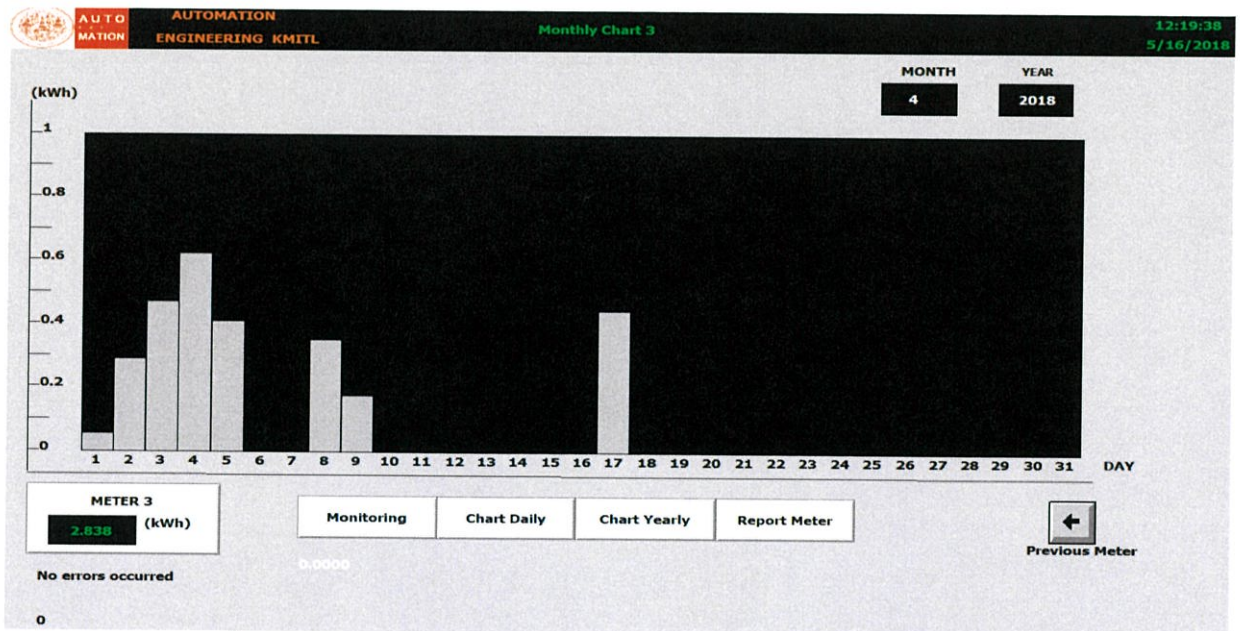 AUTO
MATION
AUTOMATION
ENGINEERING KMITL
Monthly Chart 3
12:19:38
5/16/2018
MONTH
YEAR
4
2018
(kWh)
1
0.8
0.6
0.4
0.2
0
1 2 3 4 5 6 7 8 9 10 11 12 13 14 15 16 17 18 19 20 21 22 23 24 25 26 27 28 29 30 31 DAY
METER 3
2.838 (kWh)
Monitoring
Chart Daily
Chart Yearly
Report Meter
Previous Meter
0.0000
No errors occurred
0